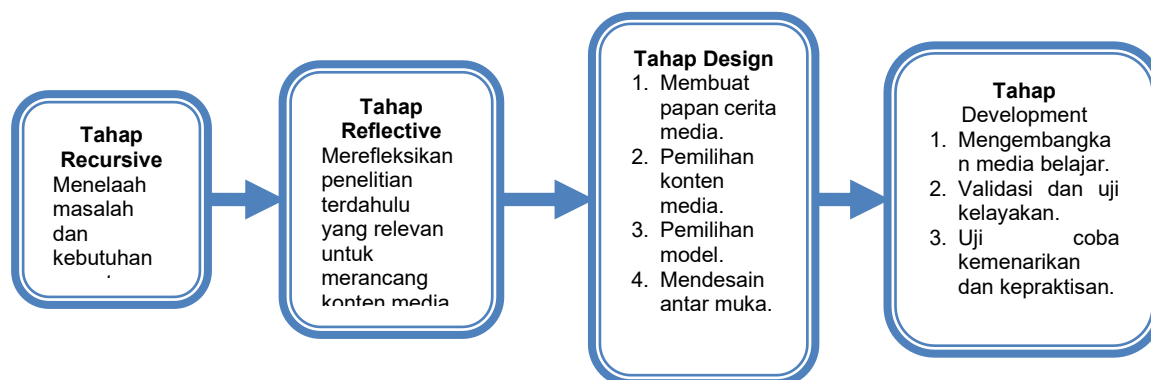 Tahap
Recursive
Menelaah
masalah
dan
kebutuhan
Tahap
Reflective
Merefleksikan
penelitian
terdahulu
yang relevan
untuk
merancang
konten media
Tahap Design
1. Membuat
papan cerita
media.
2. Pemilihan
konten
media.
3. Pemilihan
model.
4. Mendesain
antar muka.
Tahap
Development
1. Mengembangka
n media belajar.
2. Validasi dan uji
kelayakan.
3. Uji coba
kemenarikan
dan kepraktisan.